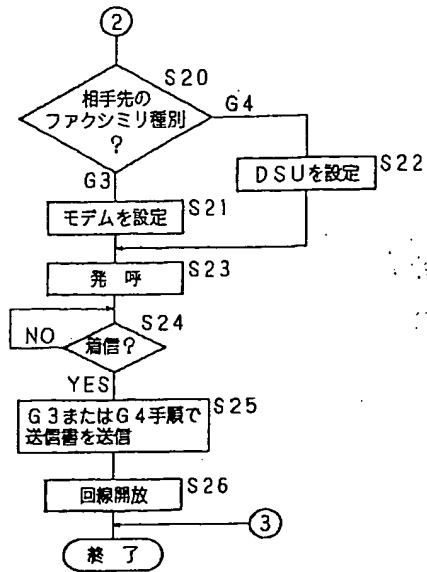 2
S20
相手先の
ファクシミリ種別
?
G4
G3
DSUを設定
S22
モデムを設定
S21
発呼
S23
着信?
S24
NO
YES
G3またはG4手順で
送信書を送信
S25
回線開放
S26
3
終了